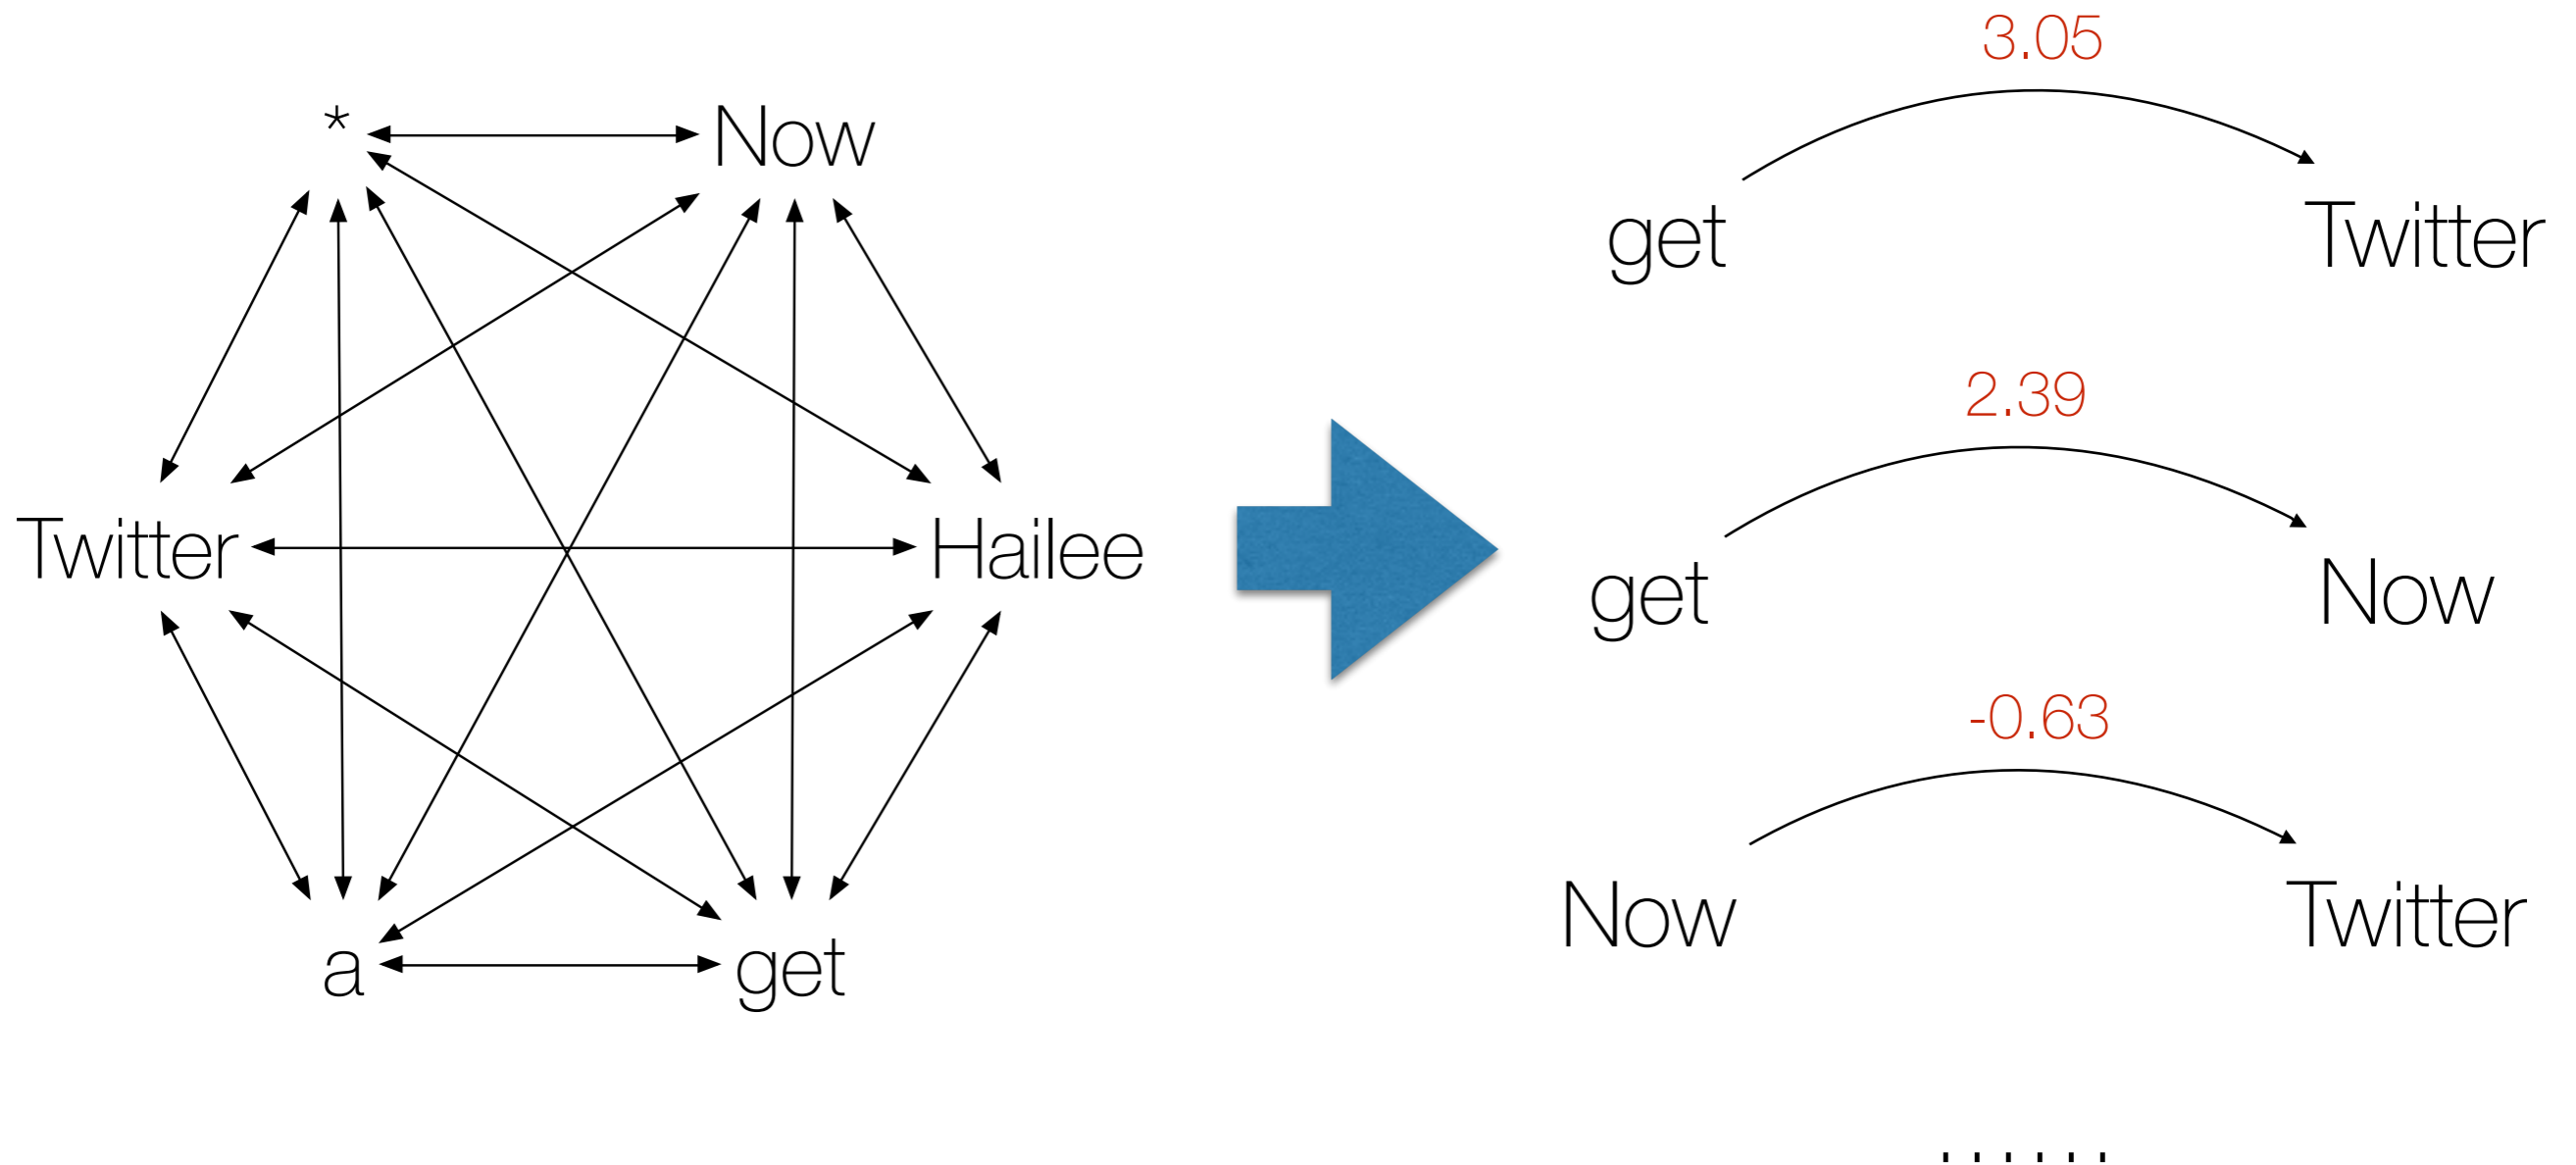 * Now
Twitter Hailee
a get
3.05
get Twitter
2.39
get Now
-0.63
Now Twitter
......